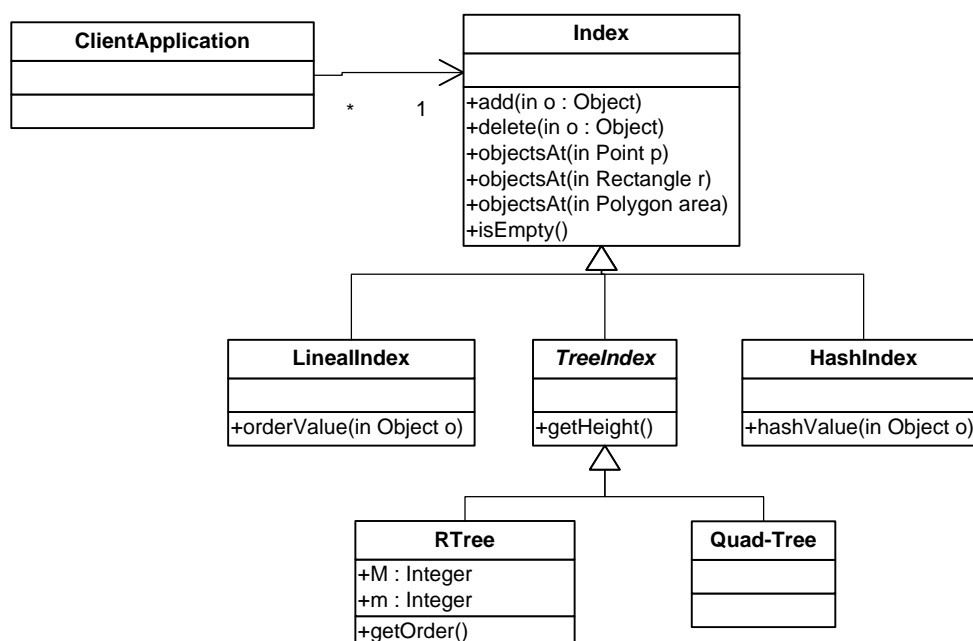 ClientApplication
Index
* 1
+add(in o : Object)
+delete(in o : Object)
+objectsAt(in Point p)
+objectsAt(in Rectangle r)
+objectsAt(in Polygon area)
+isEmpty()
LinealIndex
+orderValue(in Object o)
TreeIndex
+getHeight()
HashIndex
+hashValue(in Object o)
RTree
+M : Integer
+m : Integer
+getOrder()
Quad-Tree